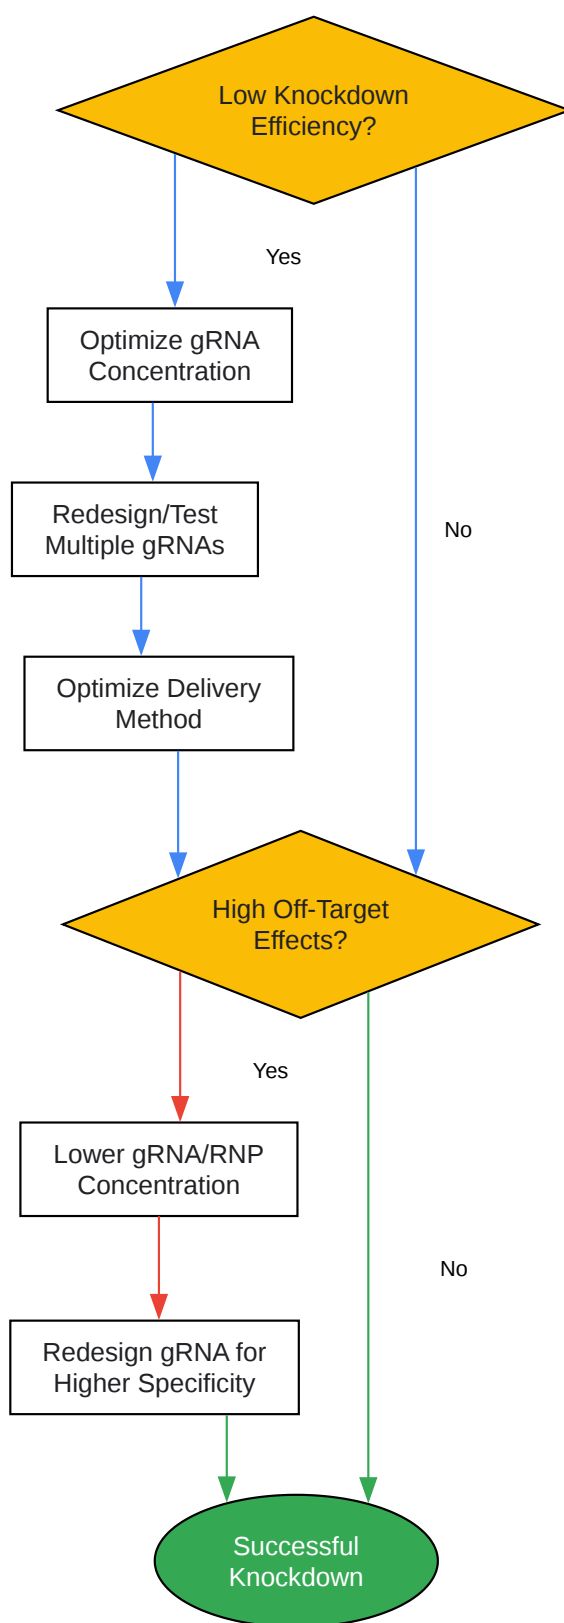 Low Knockdown
Efficiency?
Yes
Optimize gRNA
Concentration
Redesign/Test
Multiple gRNAs
No
Optimize Delivery
Method
High Off-Target
Effects?
Yes
Lower gRNA/RNP
Concentration
No
Redesign gRNA for
Higher Specificity
Successful
Knockdown